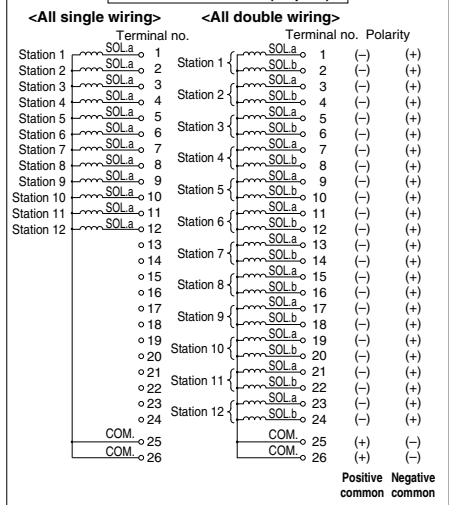 <All single wiring> <All double wiring>
Terminal no. Terminal no. Polarity
Station 1 SOL.a 1 Station 1 SOL.a 1 (–) (+)
Station 2 SOL.a 2 SOL.b 2 (–) (+)
Station 3 SOL.a 3 Station 2 SOL.a 3 (–) (+)
Station 4 SOL.a 4 SOL.b 4 (–) (+)
Station 5 SOL.a 5 Station 3 SOL.a 5 (–) (+)
Station 6 SOL.a 6 SOL.b 6 (–) (+)
Station 7 SOL.a 7 Station 4 SOL.a 7 (–) (+)
Station 8 SOL.a 8 SOL.b 8 (–) (+)
Station 9 SOL.a 9 Station 5 SOL.a 9 (–) (+)
Station 10 SOL.a 10 SOL.b 10 (–) (+)
Station 11 SOL.a 11 Station 6 SOL.a 11 (–) (+)
Station 12 SOL.a 12 SOL.b 12 (–) (+)
13 Station 7 SOL.a 13 (–) (+)
14 SOL.b 14 (–) (+)
15 Station 8 SOL.a 15 (–) (+)
16 SOL.b 16 (–) (+)
17 Station 9 SOL.a 17 (–) (+)
18 SOL.b 18 (–) (+)
19 Station 10 SOL.a 19 (–) (+)
20 SOL.b 20 (–) (+)
21 Station 11 SOL.a 21 (–) (+)
22 SOL.b 22 (–) (+)
23 Station 12 SOL.a 23 (–) (+)
24 SOL.b 24 (–) (+)
COM. 25 COM. 25 (+) (–)
COM. 26 COM. 26 (+) (–)
Positive Negative
common common